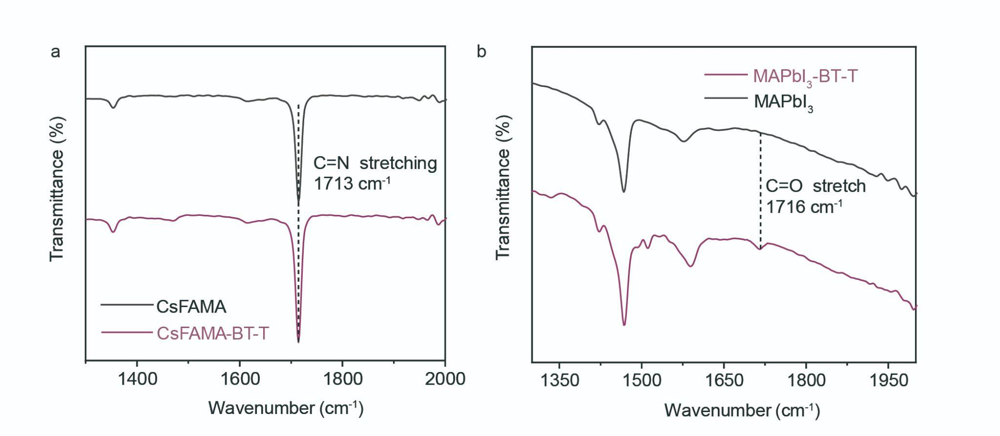 a
Transmittance (%)
C=N stretching
1713 cm⁻¹
CsFAMA
CsFAMA-BT-T
1400 1600 1800 2000
Wavenumber (cm⁻¹)
b
Transmittance (%)
MAPbI₃-BT-T
MAPbI₃
C=O stretch
1716 cm⁻¹
1350 1500 1650 1800 1950
Wavenumber (cm⁻¹)